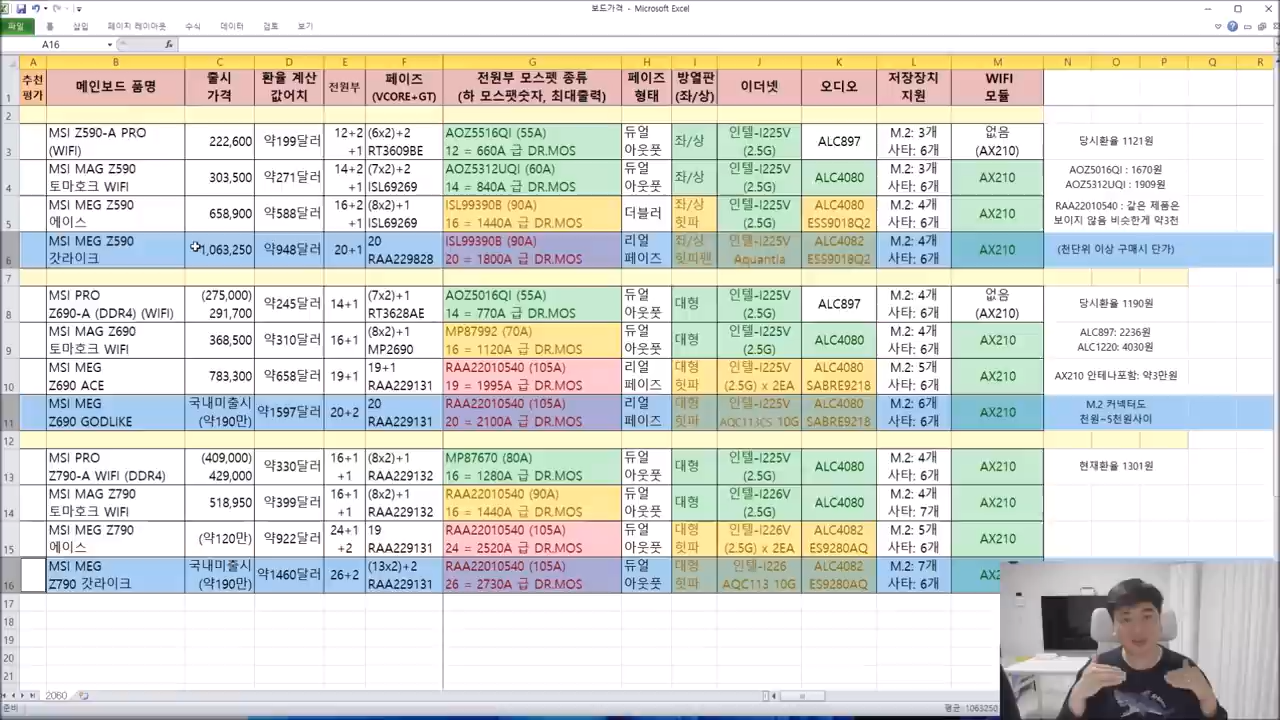 보드가격 - Microsoft Excel
파일 홈 삽입 페이지 레이아웃 수식 데이터 검토 보기
A16 fx
A B C D E F G H I J K L M N O P Q R
1 추천 평가 메인보드 품명 출시 가격 환율 계산 값어치 전원부 페이즈 (VCORE+GT) 전원부 모스펫 종류 (하 모스펫숫자, 최대출력) 페이즈 형태 방열판 (좌/상) 이더넷 오디오 저장장치 지원 WIFI 모듈
2
3 MSI Z590-A PRO (WIFI) 222,600 약199달러 12+2 +1 (6x2)+2 RT3609BE AOZ5516QI (55A) 12 = 660A 급 DR.MOS 듀얼 아웃풋 좌/상 인텔-I225V (2.5G) ALC897 M.2: 3개 사타: 6개 없음 (AX210) 당시환율 1121원
4 MSI MAG Z590 토마호크 WIFI 303,500 약271달러 14+2 +1 (7x2)+2 ISL69269 AOZ5312UQI (60A) 14 = 840A 급 DR.MOS 듀얼 아웃풋 좌/상 인텔-I225V (2.5G) ALC4080 M.2: 3개 사타: 6개 AX210 AOZ5016QI : 1670원 AOZ5312UQI : 1909원
5 MSI MEG Z590 에이스 658,900 약588달러 16+2 +1 (8x2)+2 ISL69269 ISL99390B (90A) 16 = 1440A 급 DR.MOS 더블러 좌/상 힛파 인텔-I225V (2.5G) ALC4080 ESS9018Q2 M.2: 4개 사타: 6개 AX210 RAA22010540 : 같은 제품은 보이지 않음 비슷한게 약3천
6 MSI MEG Z590 갓라이크 1,063,250 약948달러 20+1 20 RAA229828 ISL99390B (90A) 20 = 1800A 급 DR.MOS 리얼 페이즈 좌/상 힛파팬 인텔-I225V Aquantia ALC4082 ESS9018Q2 M.2: 4개 사타: 6개 AX210 (천단위 이상 구매시 단가)
7
8 MSI PRO Z690-A (DDR4) (WIFI) (275,000) 291,700 약245달러 14+1 (7x2)+1 RT3628AE AOZ5016QI (55A) 14 = 770A 급 DR.MOS 듀얼 아웃풋 대형 인텔-I225V (2.5G) ALC897 M.2: 4개 사타: 6개 없음 (AX210) 당시환율 1190원
9 MSI MAG Z690 토마호크 WIFI 368,500 약310달러 16+1 (8x2)+1 MP2690 MP87992 (70A) 16 = 1120A 급 DR.MOS 듀얼 아웃풋 대형 인텔-I225V (2.5G) ALC4080 M.2: 4개 사타: 6개 AX210 ALC897: 2236원 ALC1220: 4030원
10 MSI MEG Z690 ACE 783,300 약658달러 19+1 19+1 RAA229131 RAA22010540 (105A) 19 = 1995A 급 DR.MOS 리얼 페이즈 대형 힛파 인텔-I225V (2.5G) x 2EA ALC4080 SABRE9218 M.2: 5개 사타: 6개 AX210 AX210 안테나포함: 약3만원
11 MSI MEG Z690 GODLIKE 국내미출시 (약190만) 약1597달러 20+2 20 RAA229131 RAA22010540 (105A) 20 = 2100A 급 DR.MOS 리얼 페이즈 대형 힛파 인텔-I225V AQC113CS 10G ALC4080 SABRE9218 M.2: 6개 사타: 6개 AX210 M.2 커넥터도 천원~5천원사이
12
13 MSI PRO Z790-A WIFI (DDR4) (409,000) 429,000 약330달러 16+1 +1 (8x2)+1 RAA229132 MP87670 (80A) 16 = 1280A 급 DR.MOS 듀얼 아웃풋 대형 인텔-I225V (2.5G) ALC4080 M.2: 4개 사타: 6개 AX210 현재환율 1301원
14 MSI MAG Z790 토마호크 WIFI 518,950 약399달러 16+1 +1 (8x2)+1 RAA229132 RAA22010540 (90A) 16 = 1440A 급 DR.MOS 듀얼 아웃풋 대형 인텔-I226V (2.5G) ALC4080 M.2: 4개 사타: 7개 AX210
15 MSI MEG Z790 에이스 (약120만) 약922달러 24+1 +2 19 RAA229131 RAA22010540 (105A) 24 = 2520A 급 DR.MOS 듀얼 아웃풋 대형 힛파 인텔-I226V (2.5G) x 2EA ALC4082 ES9280AQ M.2: 5개 사타: 6개 AX210
16 MSI MEG Z790 갓라이크 국내미출시 (약190만) 약1460달러 26+2 (13x2)+2 RAA229131 RAA22010540 (105A) 26 = 2730A 급 DR.MOS 듀얼 아웃풋 대형 힛파 인텔-I226 AQC113 10G ALC4082 ES9280AQ M.2: 7개 사타: 6개
17
18
19
20
21
2060
준비 평균: 1063250